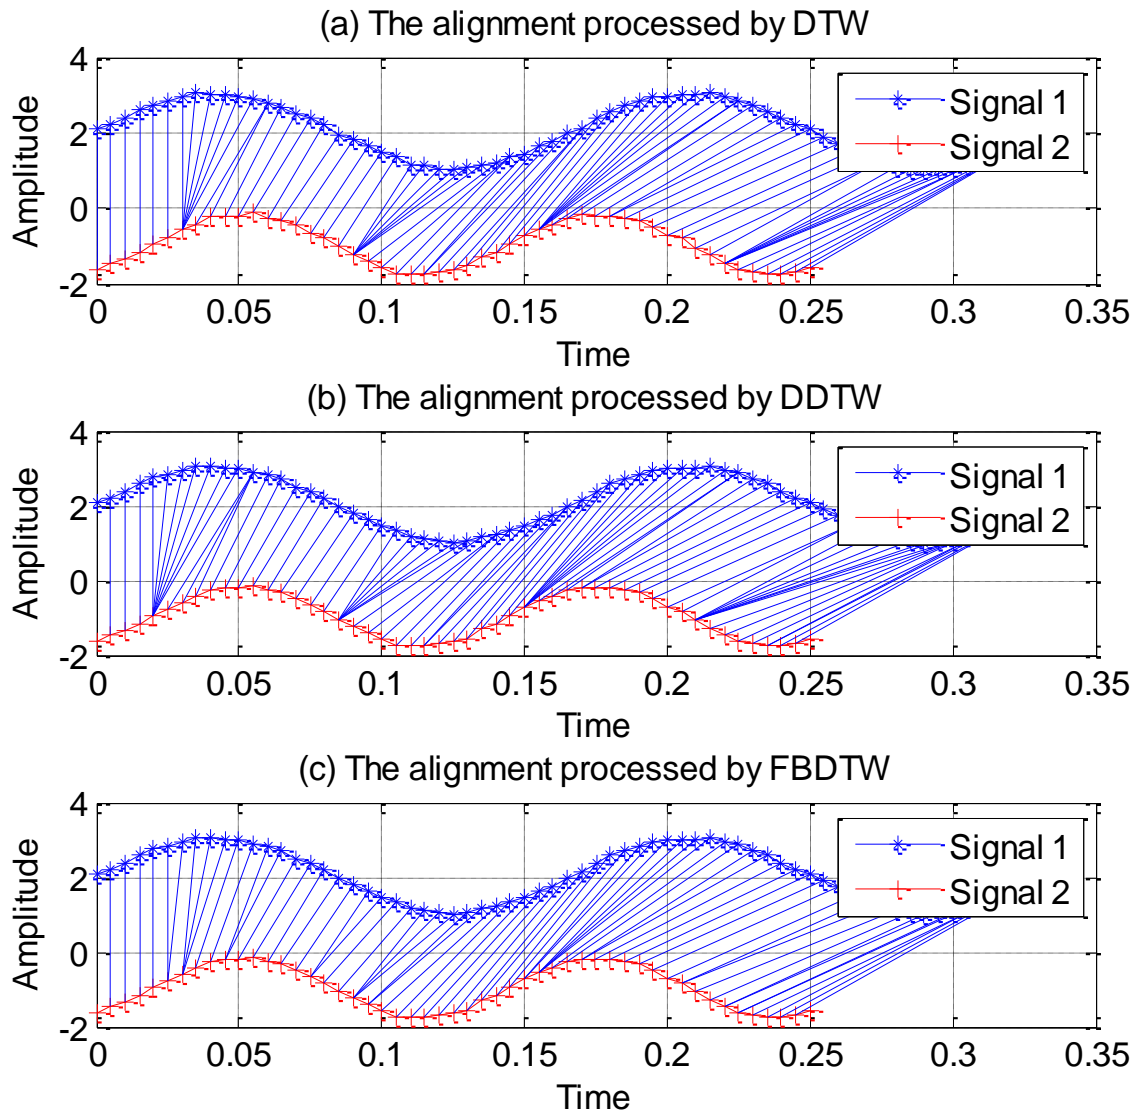 (a) The alignment processed by DTW
4
2
0
-2
Amplitude
Signal 1
Signal 2
0 0.05 0.1 0.15 0.2 0.25 0.3 0.35
Time
(b) The alignment processed by DDTW
4
2
0
-2
Amplitude
Signal 1
Signal 2
0 0.05 0.1 0.15 0.2 0.25 0.3 0.35
Time
(c) The alignment processed by FBDTW
4
2
0
-2
Amplitude
Signal 1
Signal 2
0 0.05 0.1 0.15 0.2 0.25 0.3 0.35
Time